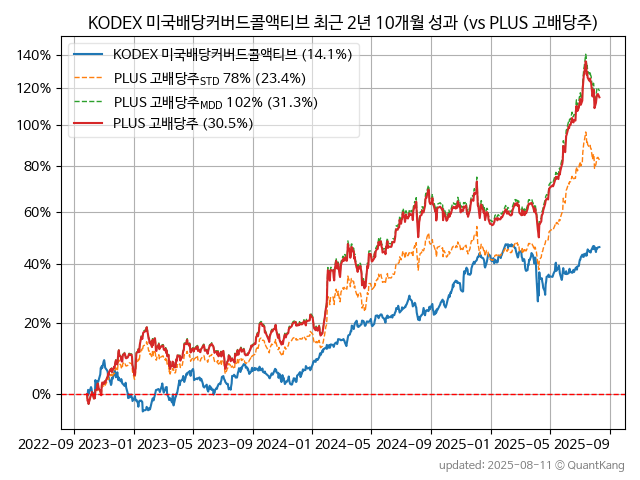 KODEX 미국배당커버드콜액티브 최근 2년 10개월 성과 (vs PLUS 고배당주)
KODEX 미국배당커버드콜액티브 (14.1%)
PLUS 고배당주STD 78% (23.4%)
PLUS 고배당주MDD 102% (31.3%)
PLUS 고배당주 (30.5%)
140%
120%
100%
80%
60%
40%
20%
0%
2022-09 2023-01 2023-05 2023-09 2024-01 2024-05 2024-09 2025-01 2025-05 2025-09
updated: 2025-08-11 © QuantKang